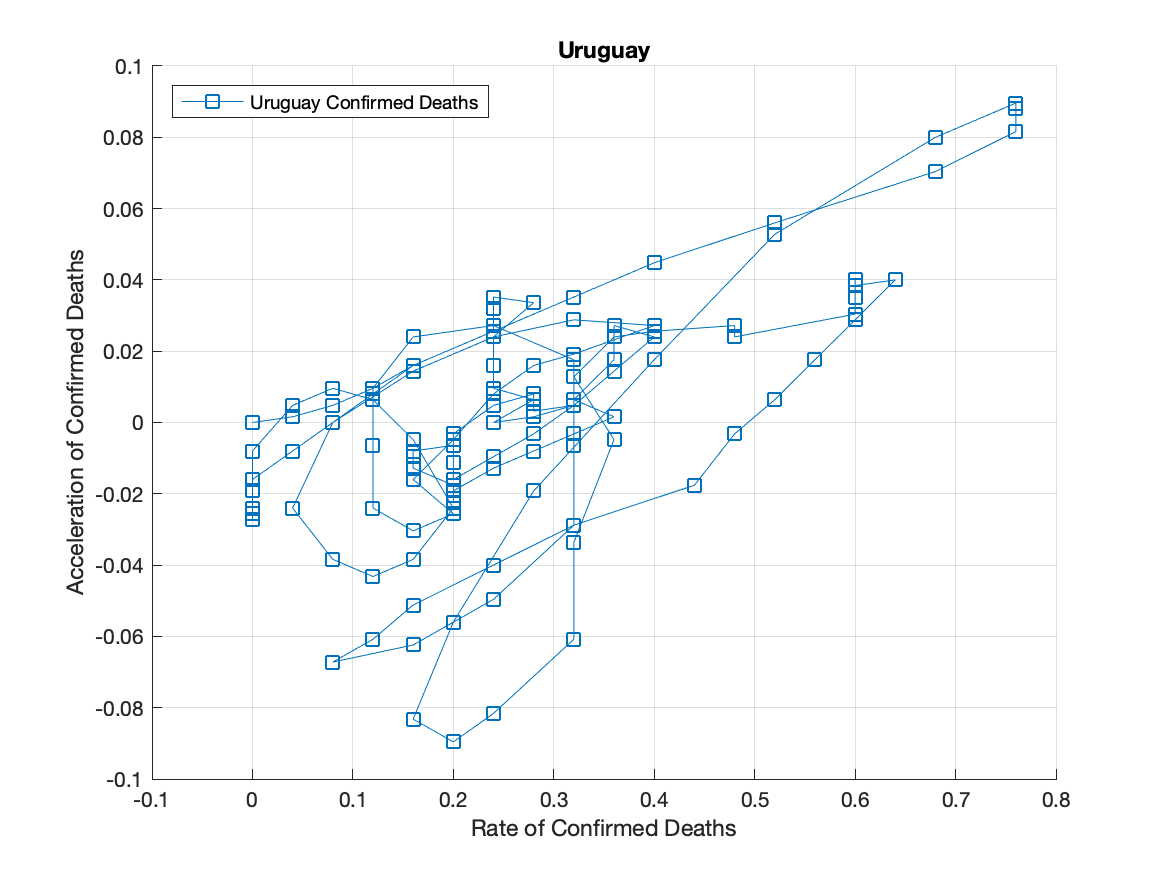 Uruguay
Uruguay Confirmed Deaths
Acceleration of Confirmed Deaths
0.1
0.08
0.06
0.04
0.02
0
-0.02
-0.04
-0.06
-0.08
-0.1
-0.1 0 0.1 0.2 0.3 0.4 0.5 0.6 0.7 0.8
Rate of Confirmed Deaths